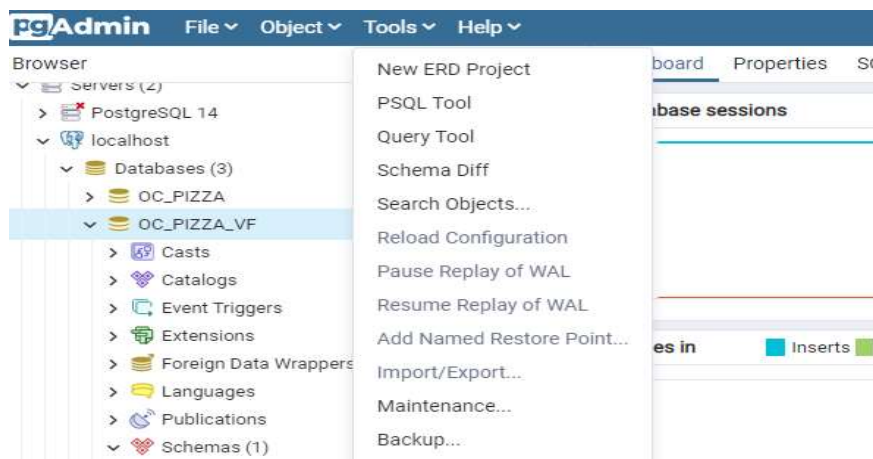 pgAdmin File Object Tools Help
Browser
Servers (2)
PostgreSQL 14
localhost
Databases (3)
OC_PIZZA
OC_PIZZA_VF
Casts
Catalogs
Event Triggers
Extensions
Foreign Data Wrappers
Languages
Publications
Schemas (1)
New ERD Project
PSQL Tool
Query Tool
Schema Diff
Search Objects...
Reload Configuration
Pause Replay of WAL
Resume Replay of WAL
Add Named Restore Point...
Import/Export...
Maintenance...
Backup...
board Properties SQ
base sessions
es in Inserts